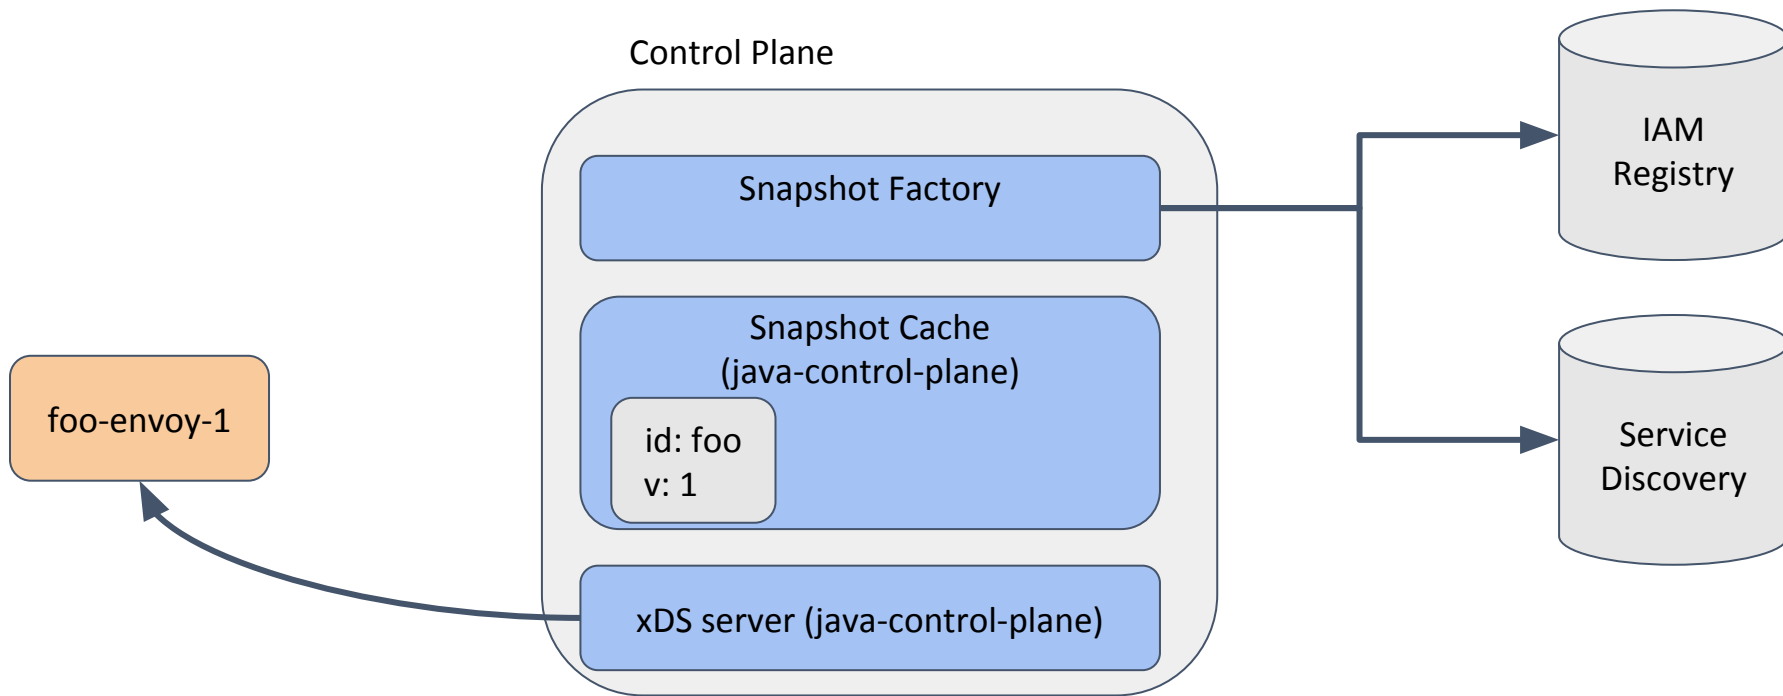 Control Plane
Snapshot Factory
IAM
Registry
Snapshot Cache
(java-control-plane)
id: foo
v: 1
foo-envoy-1
Service
Discovery
xDS server (java-control-plane)